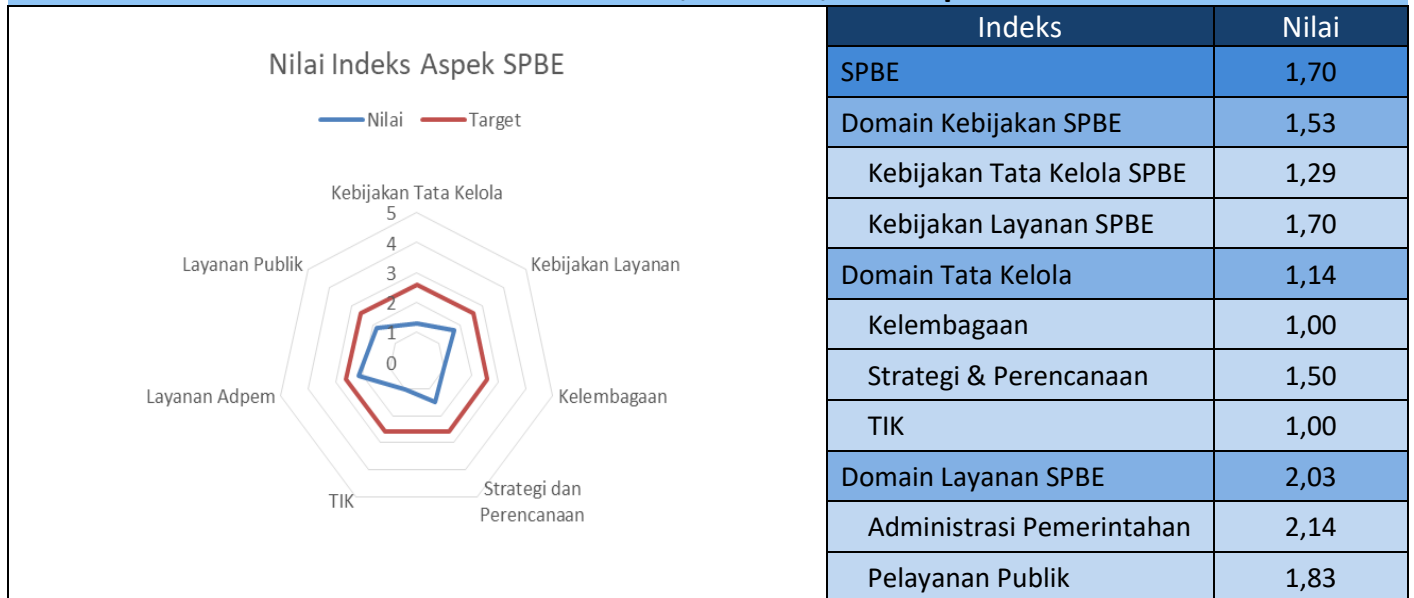 Nilai Indeks Aspek SPBE
Nilai Target
Kebijakan Tata Kelola
5
4
3
2
1
0
Kebijakan Layanan
Kelembagaan
Strategi dan
Perencanaan
TIK
Layanan Adpem
Layanan Publik
Indeks Nilai
SPBE 1,70
Domain Kebijakan SPBE 1,53
Kebijakan Tata Kelola SPBE 1,29
Kebijakan Layanan SPBE 1,70
Domain Tata Kelola 1,14
Kelembagaan 1,00
Strategi & Perencanaan 1,50
TIK 1,00
Domain Layanan SPBE 2,03
Administrasi Pemerintahan 2,14
Pelayanan Publik 1,83